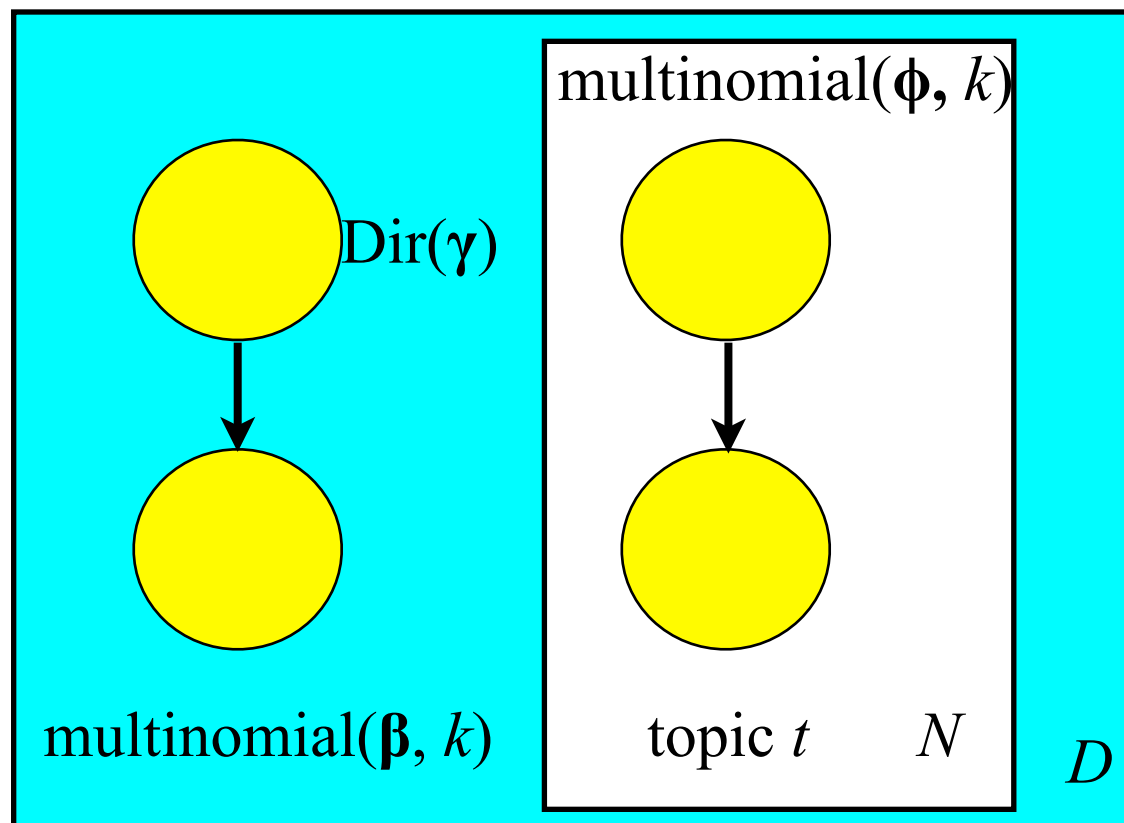 multinomial(ϕ, k)
Dir(γ)
multinomial(β, k)
topic t
N
D